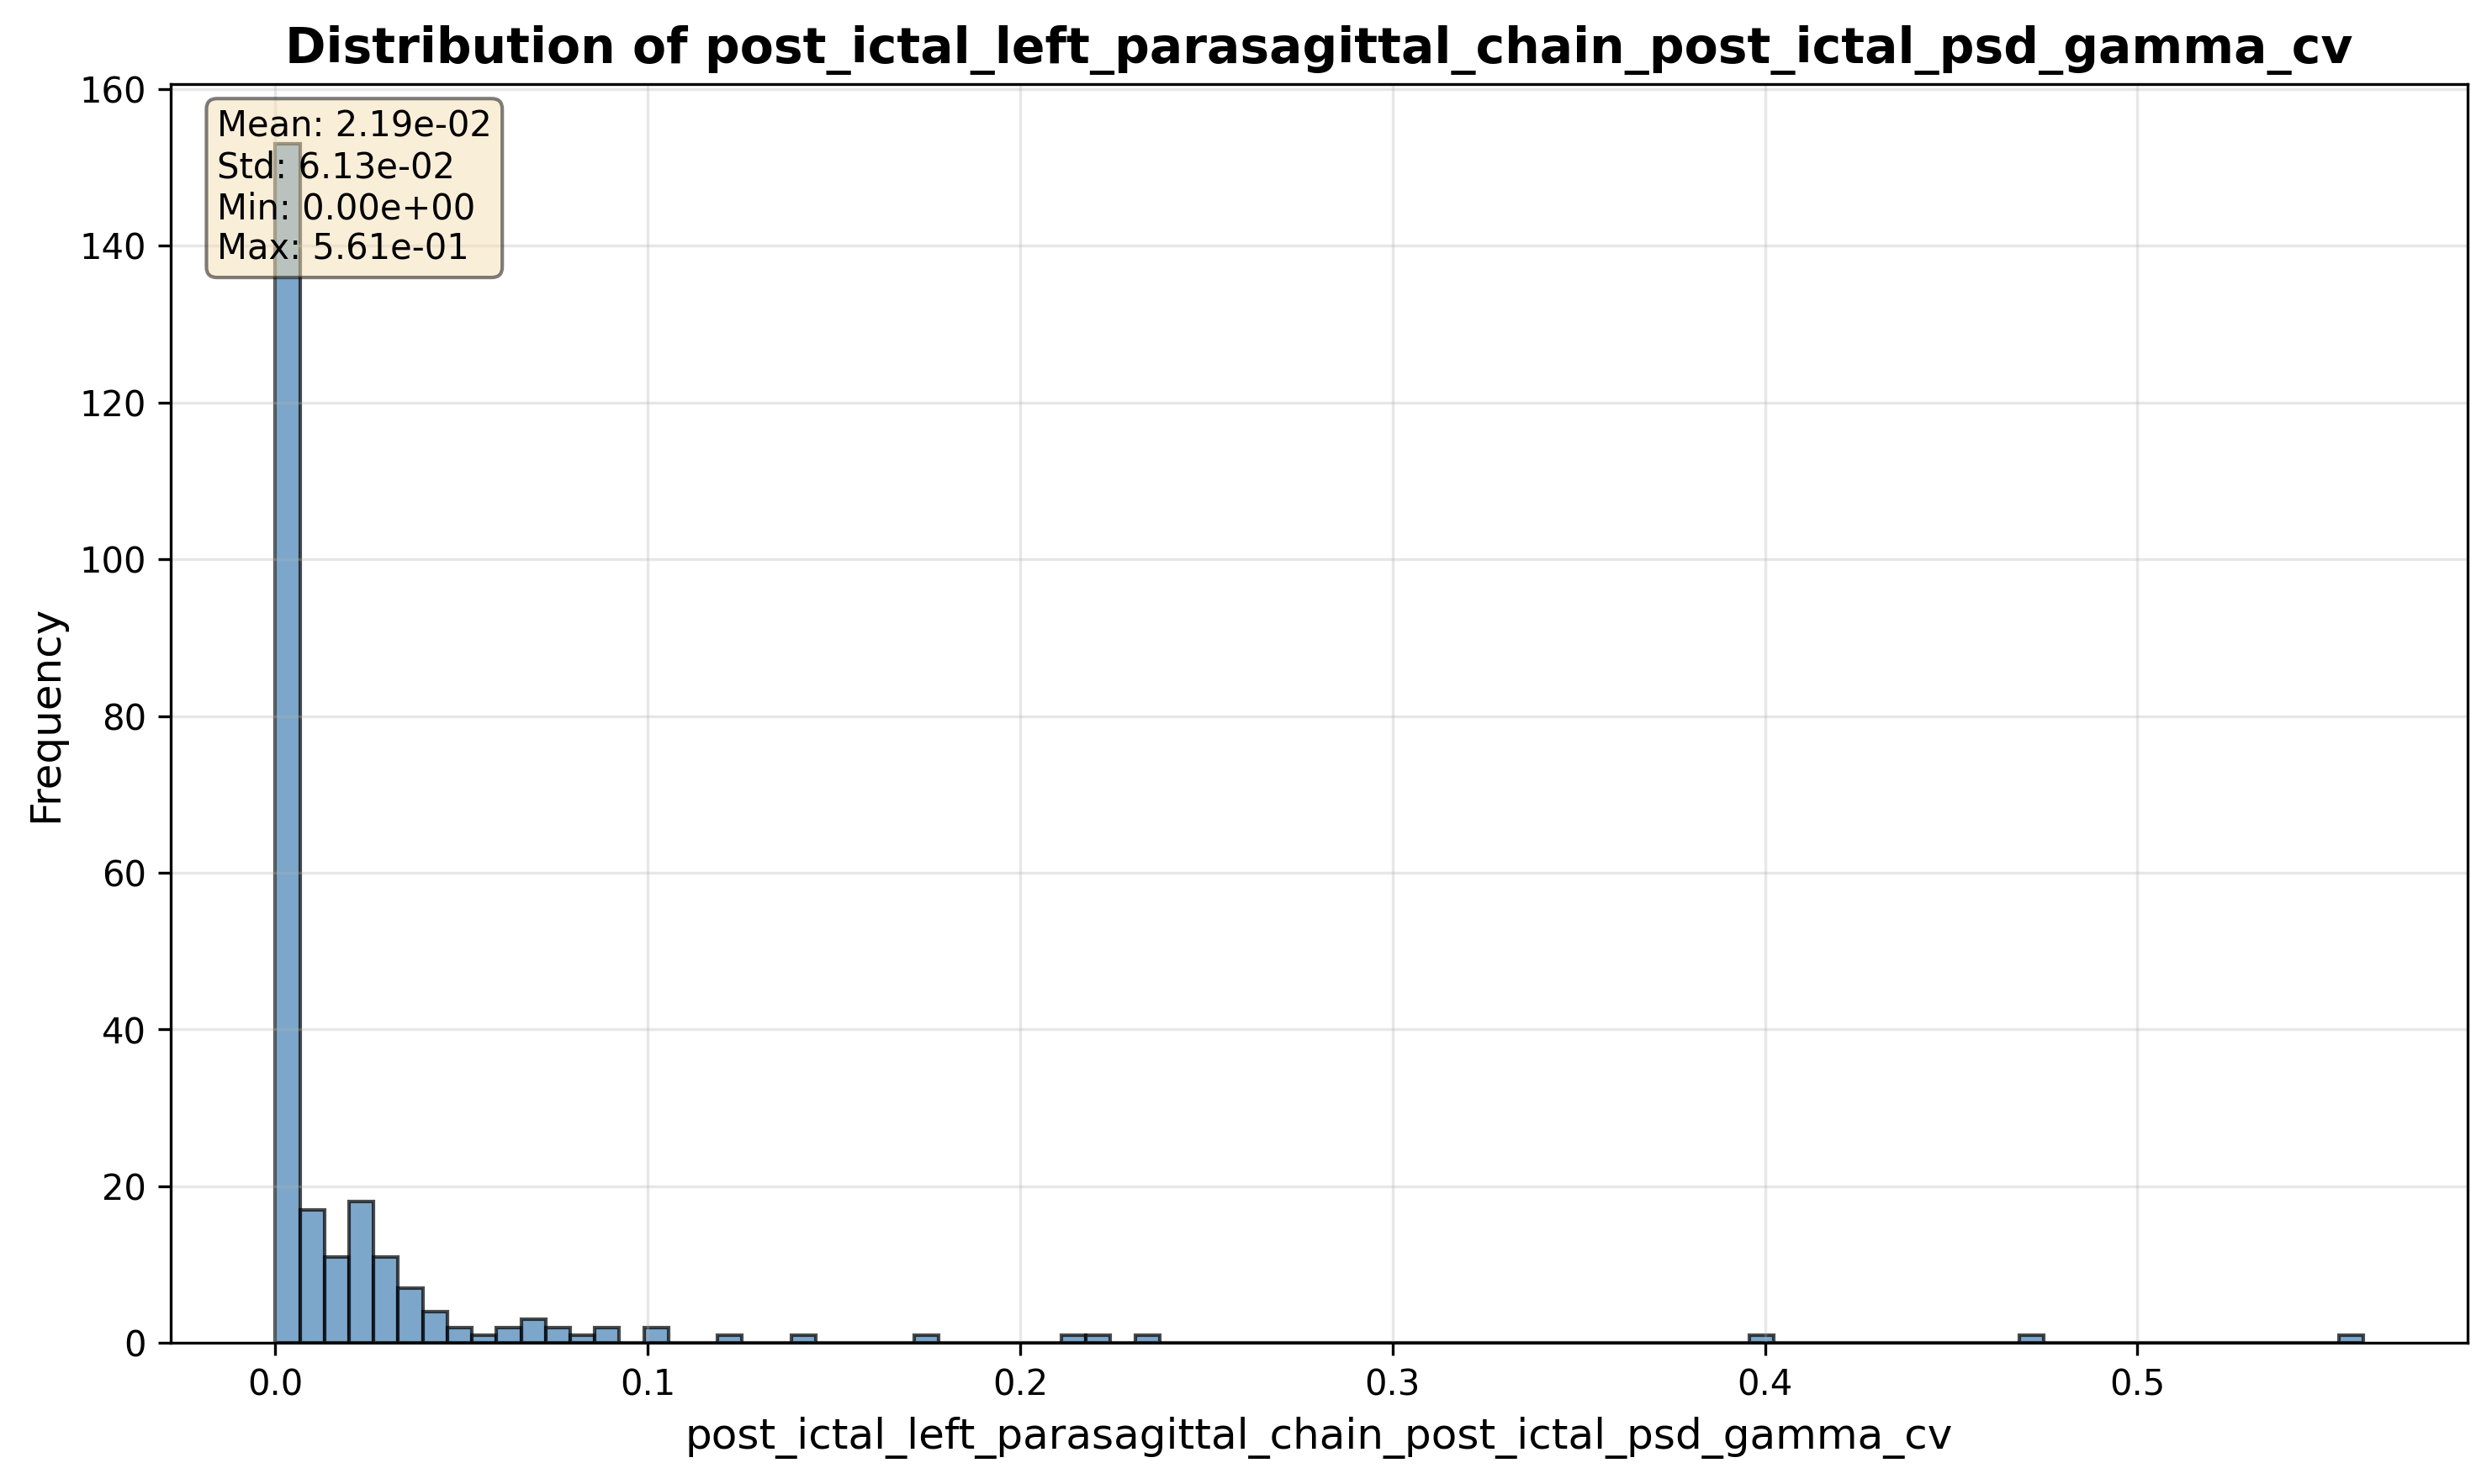 Distribution of post_ictal_left_parasagittal_chain_post_ictal_psd_gamma_cv
160
140
120
100
80
60
40
20
0
Frequency
Mean: 2.19e-02
Std: 6.13e-02
Min: 0.00e+00
Max: 5.61e-01
0.0 0.1 0.2 0.3 0.4 0.5
post_ictal_left_parasagittal_chain_post_ictal_psd_gamma_cv